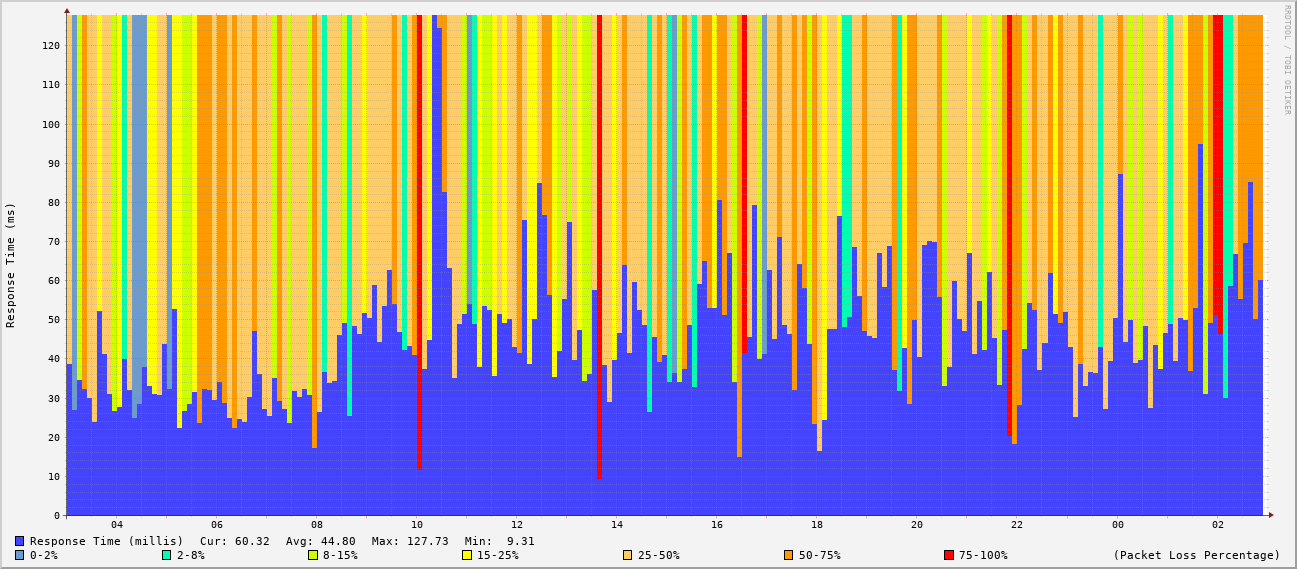 RRDTOOL / TOBI OETIKER
Response Time (ms)
120
110
100
90
80
70
60
50
40
30
20
10
0
04 06 08 10 12 14 16 18 20 22 00 02
Response Time (millis) Cur: 60.32 Avg: 44.80 Max: 127.73 Min: 9.31
0-2% 2-8% 8-15% 15-25% 25-50% 50-75% 75-100% (Packet Loss Percentage)